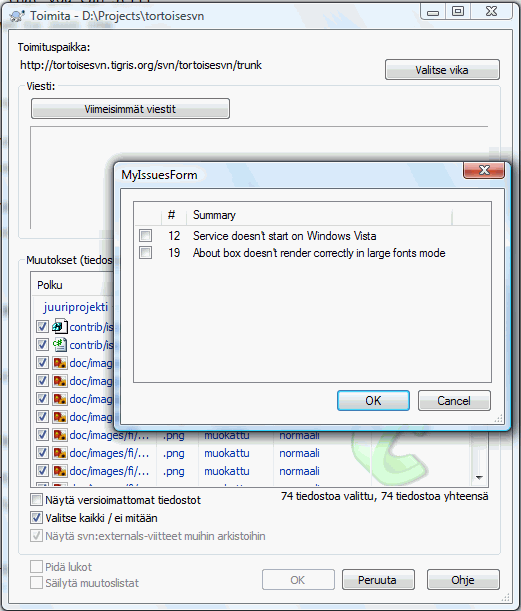 Toimita - D:\Projects\tortoisesvn
Toimituspaikka:
http://tortoisesvn.tigris.org/svn/tortoisesvn/trunk
Valitse vika
Viesti:
Viimeisimmät viestit
MyIssuesForm
# Summary
12 Service doesn't start on Windows Vista
19 About box doesn't render correctly in large fonts mode
OK Cancel
Muutokset (tiedos
Polku
juuriprojekti
contrib/is
contrib/is
doc/image
doc/image
doc/image
doc/image
doc/images/fi/... .png muokattu normaali
doc/images/fi/... .png muokattu normaali
doc/images/fi/... .png muokattu normaali
Näytä versioimattomat tiedostot
74 tiedostoa valittu, 74 tiedostoa yhteensä
Valitse kaikki / ei mitään
Näytä svn:externals-viitteet muihin arkistoihin
Pidä lukot
Säilytä muutoslistat
OK Peruuta Ohje